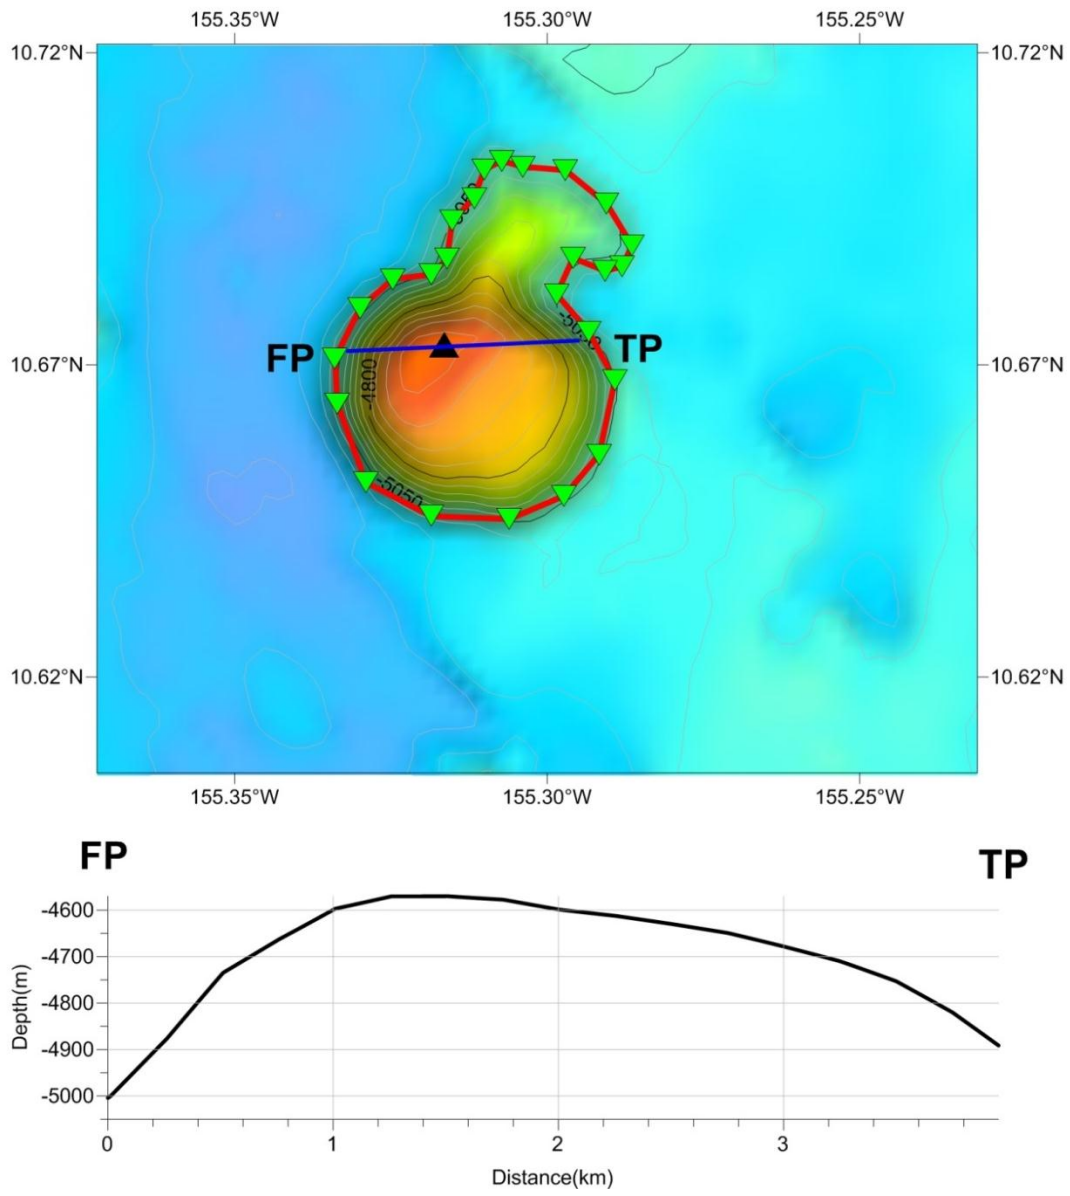 155.35°W 155.30°W 155.25°W
10.72°N 10.72°N
FP TP
10.67°N 10.67°N
-4800
-5050
10.62°N 10.62°N
155.35°W 155.30°W 155.25°W
FP TP
-4600
-4700
-4800
-4900
-5000
Depth(m)
0 1 2 3
Distance(km)